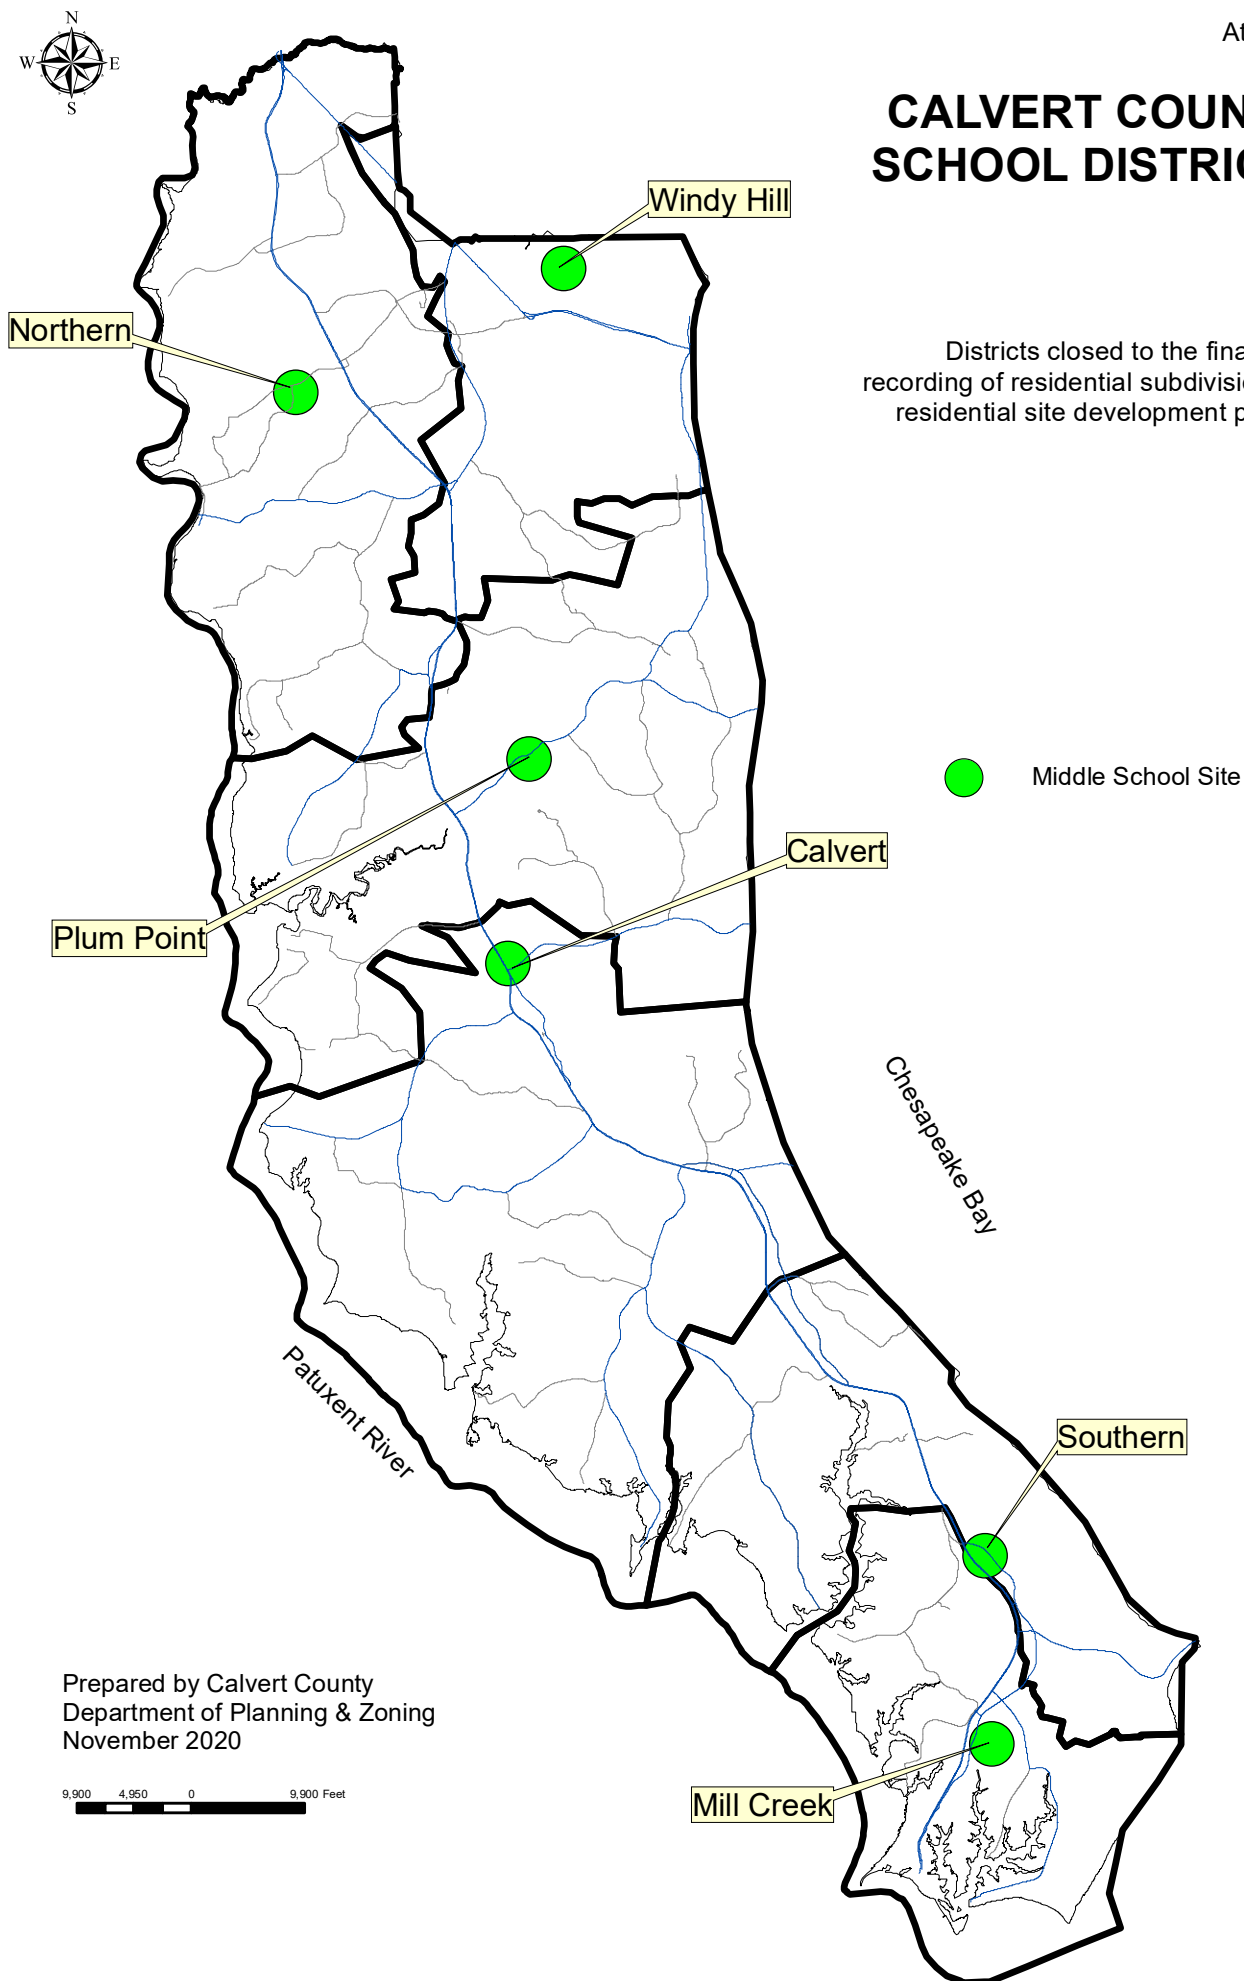 N
W E
S
At
CALVERT COUN
SCHOOL DISTRIC
Windy Hill
Northern
Districts closed to the fina
recording of residential subdivisi
residential site development p
Middle School Site
Calvert
Plum Point
Chesapeake Bay
Patuxent River
Southern
Prepared by Calvert County
Department of Planning & Zoning
November 2020
9,900 4,950 0 9,900 Feet
Mill Creek